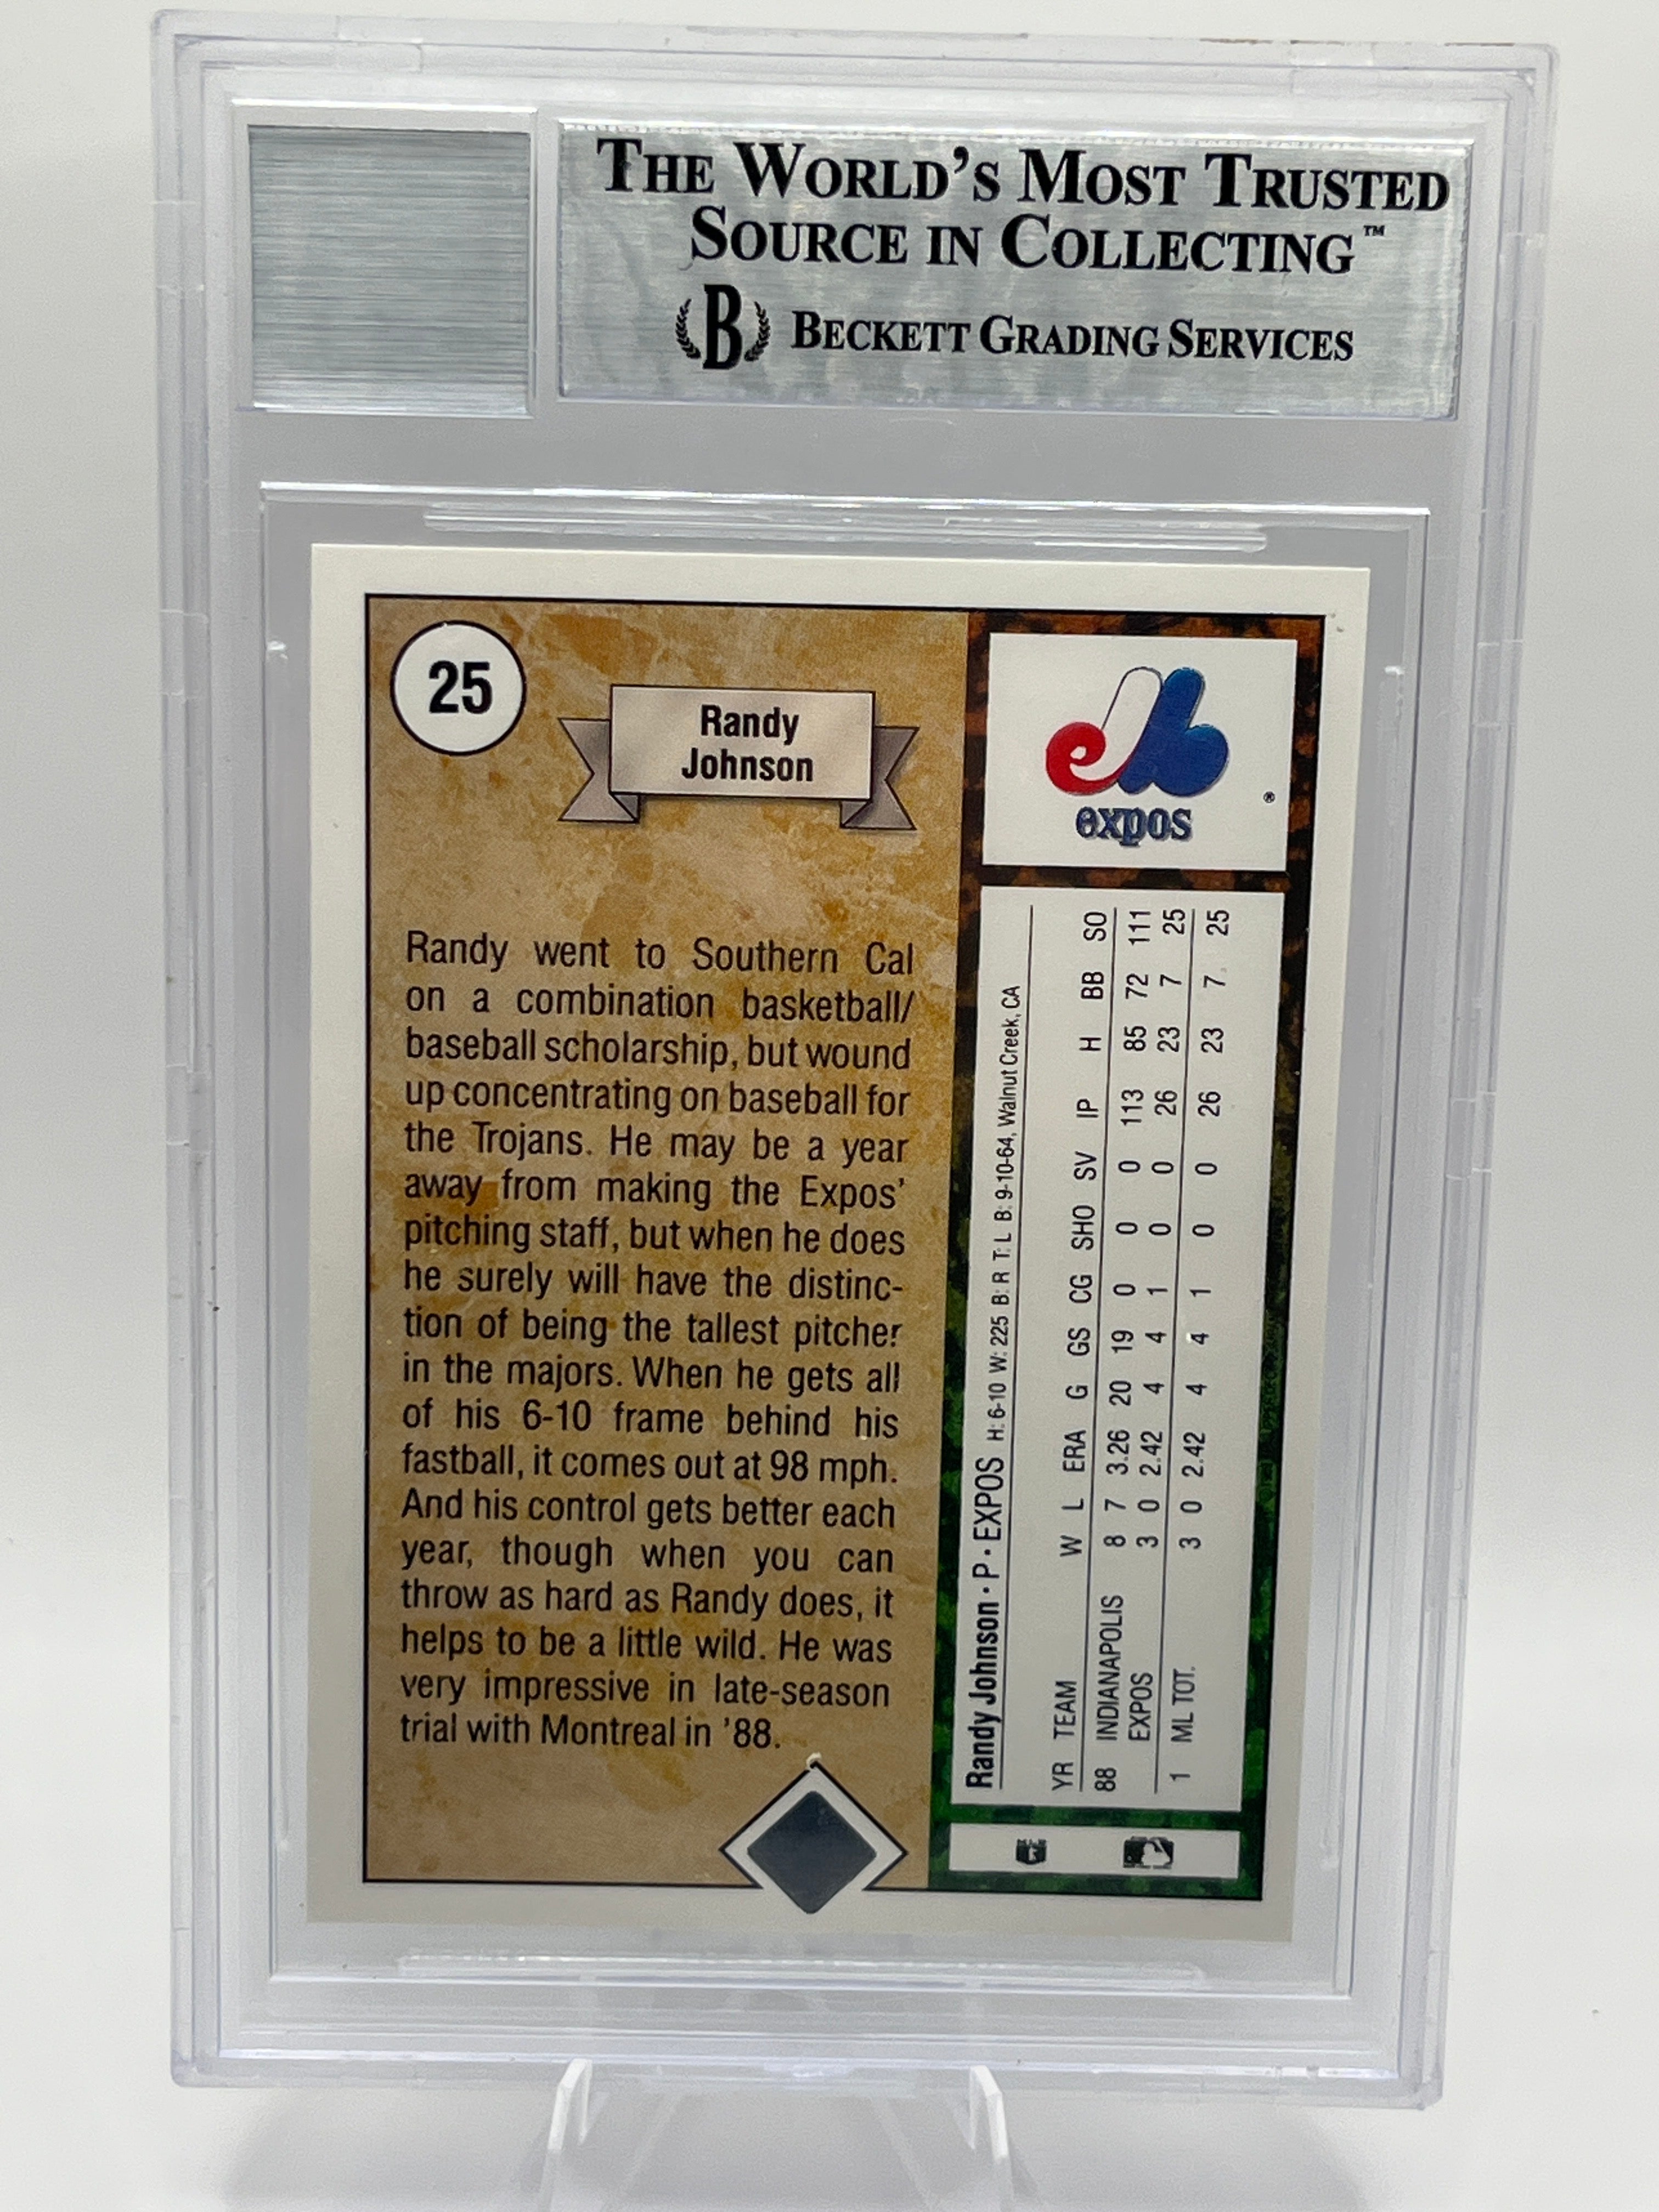 THE WORLD'S MOST TRUSTED
SOURCE IN COLLECTING™
B BECKETT GRADING SERVICES
25
Randy
Johnson
expos
®
Randy went to Southern Cal
on a combination basketball/
baseball scholarship, but wound
up concentrating on baseball for
the Trojans. He may be a year
away from making the Expos'
pitching staff, but when he does
he surely will have the distinc-
tion of being the tallest pitcher
in the majors. When he gets all
of his 6-10 frame behind his
fastball, it comes out at 98 mph.
And his control gets better each
year, though when you can
throw as hard as Randy does, it
helps to be a little wild. He was
very impressive in late-season
trial with Montreal in '88.
Randy Johnson · P · EXPOS H: 6-10 W: 225 B: R T: L B: 9-10-64, Walnut Creek, CA
YR TEAM W L ERA G GS CG SHO SV IP H BB SO
88 INDIANAPOLIS 8 7 3.26 20 19 0 0 0 113 85 72 111
EXPOS 3 0 2.42 4 4 1 0 0 26 23 7 25
1 ML TOT. 3 0 2.42 4 4 1 0 0 26 23 7 25